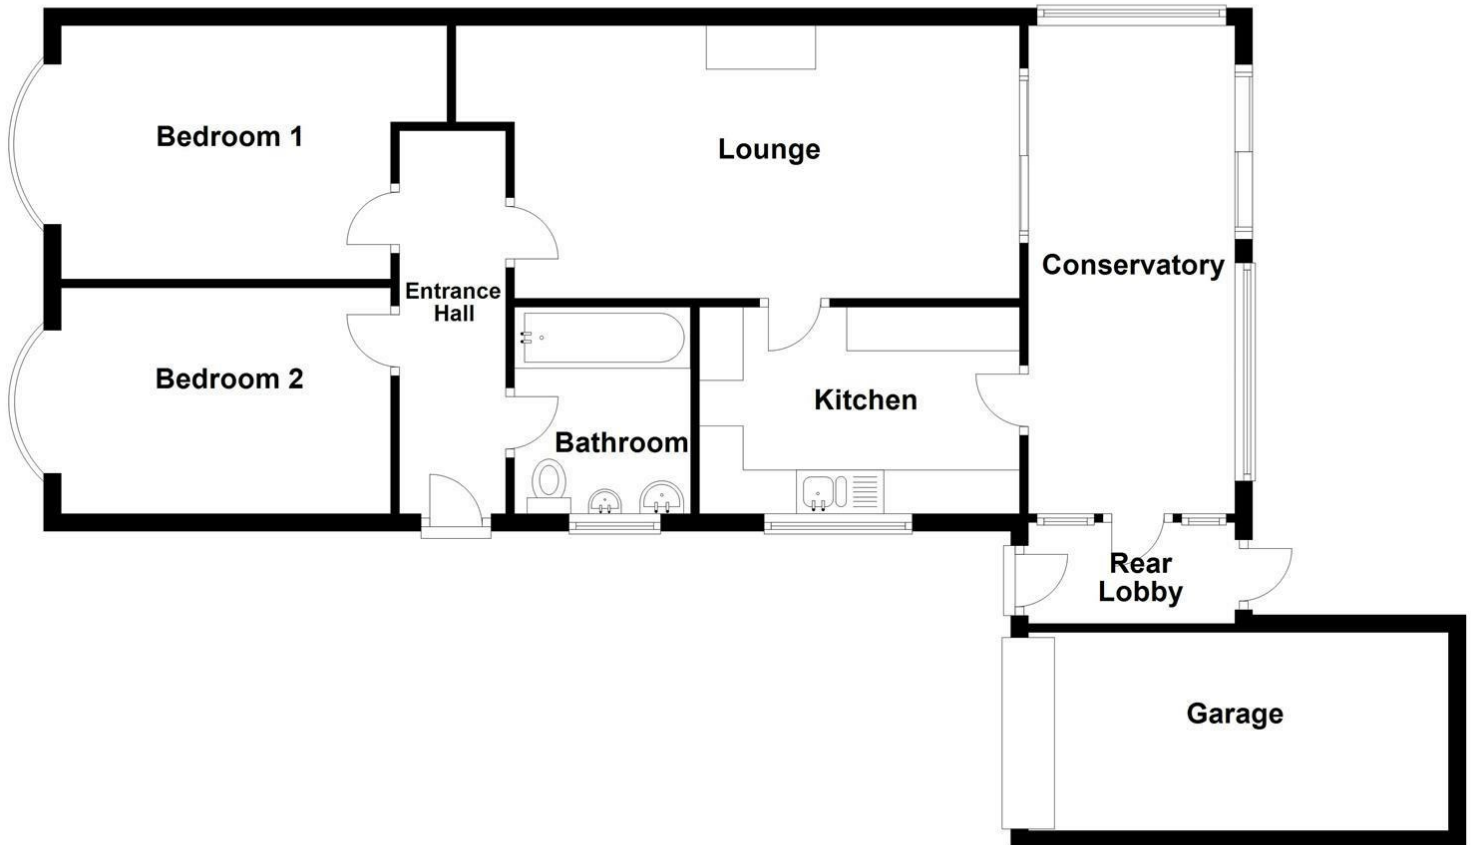 Bedroom 1
Lounge
Conservatory
Entrance
Hall
Bedroom 2
Kitchen
Bathroom
Rear
Lobby
Garage